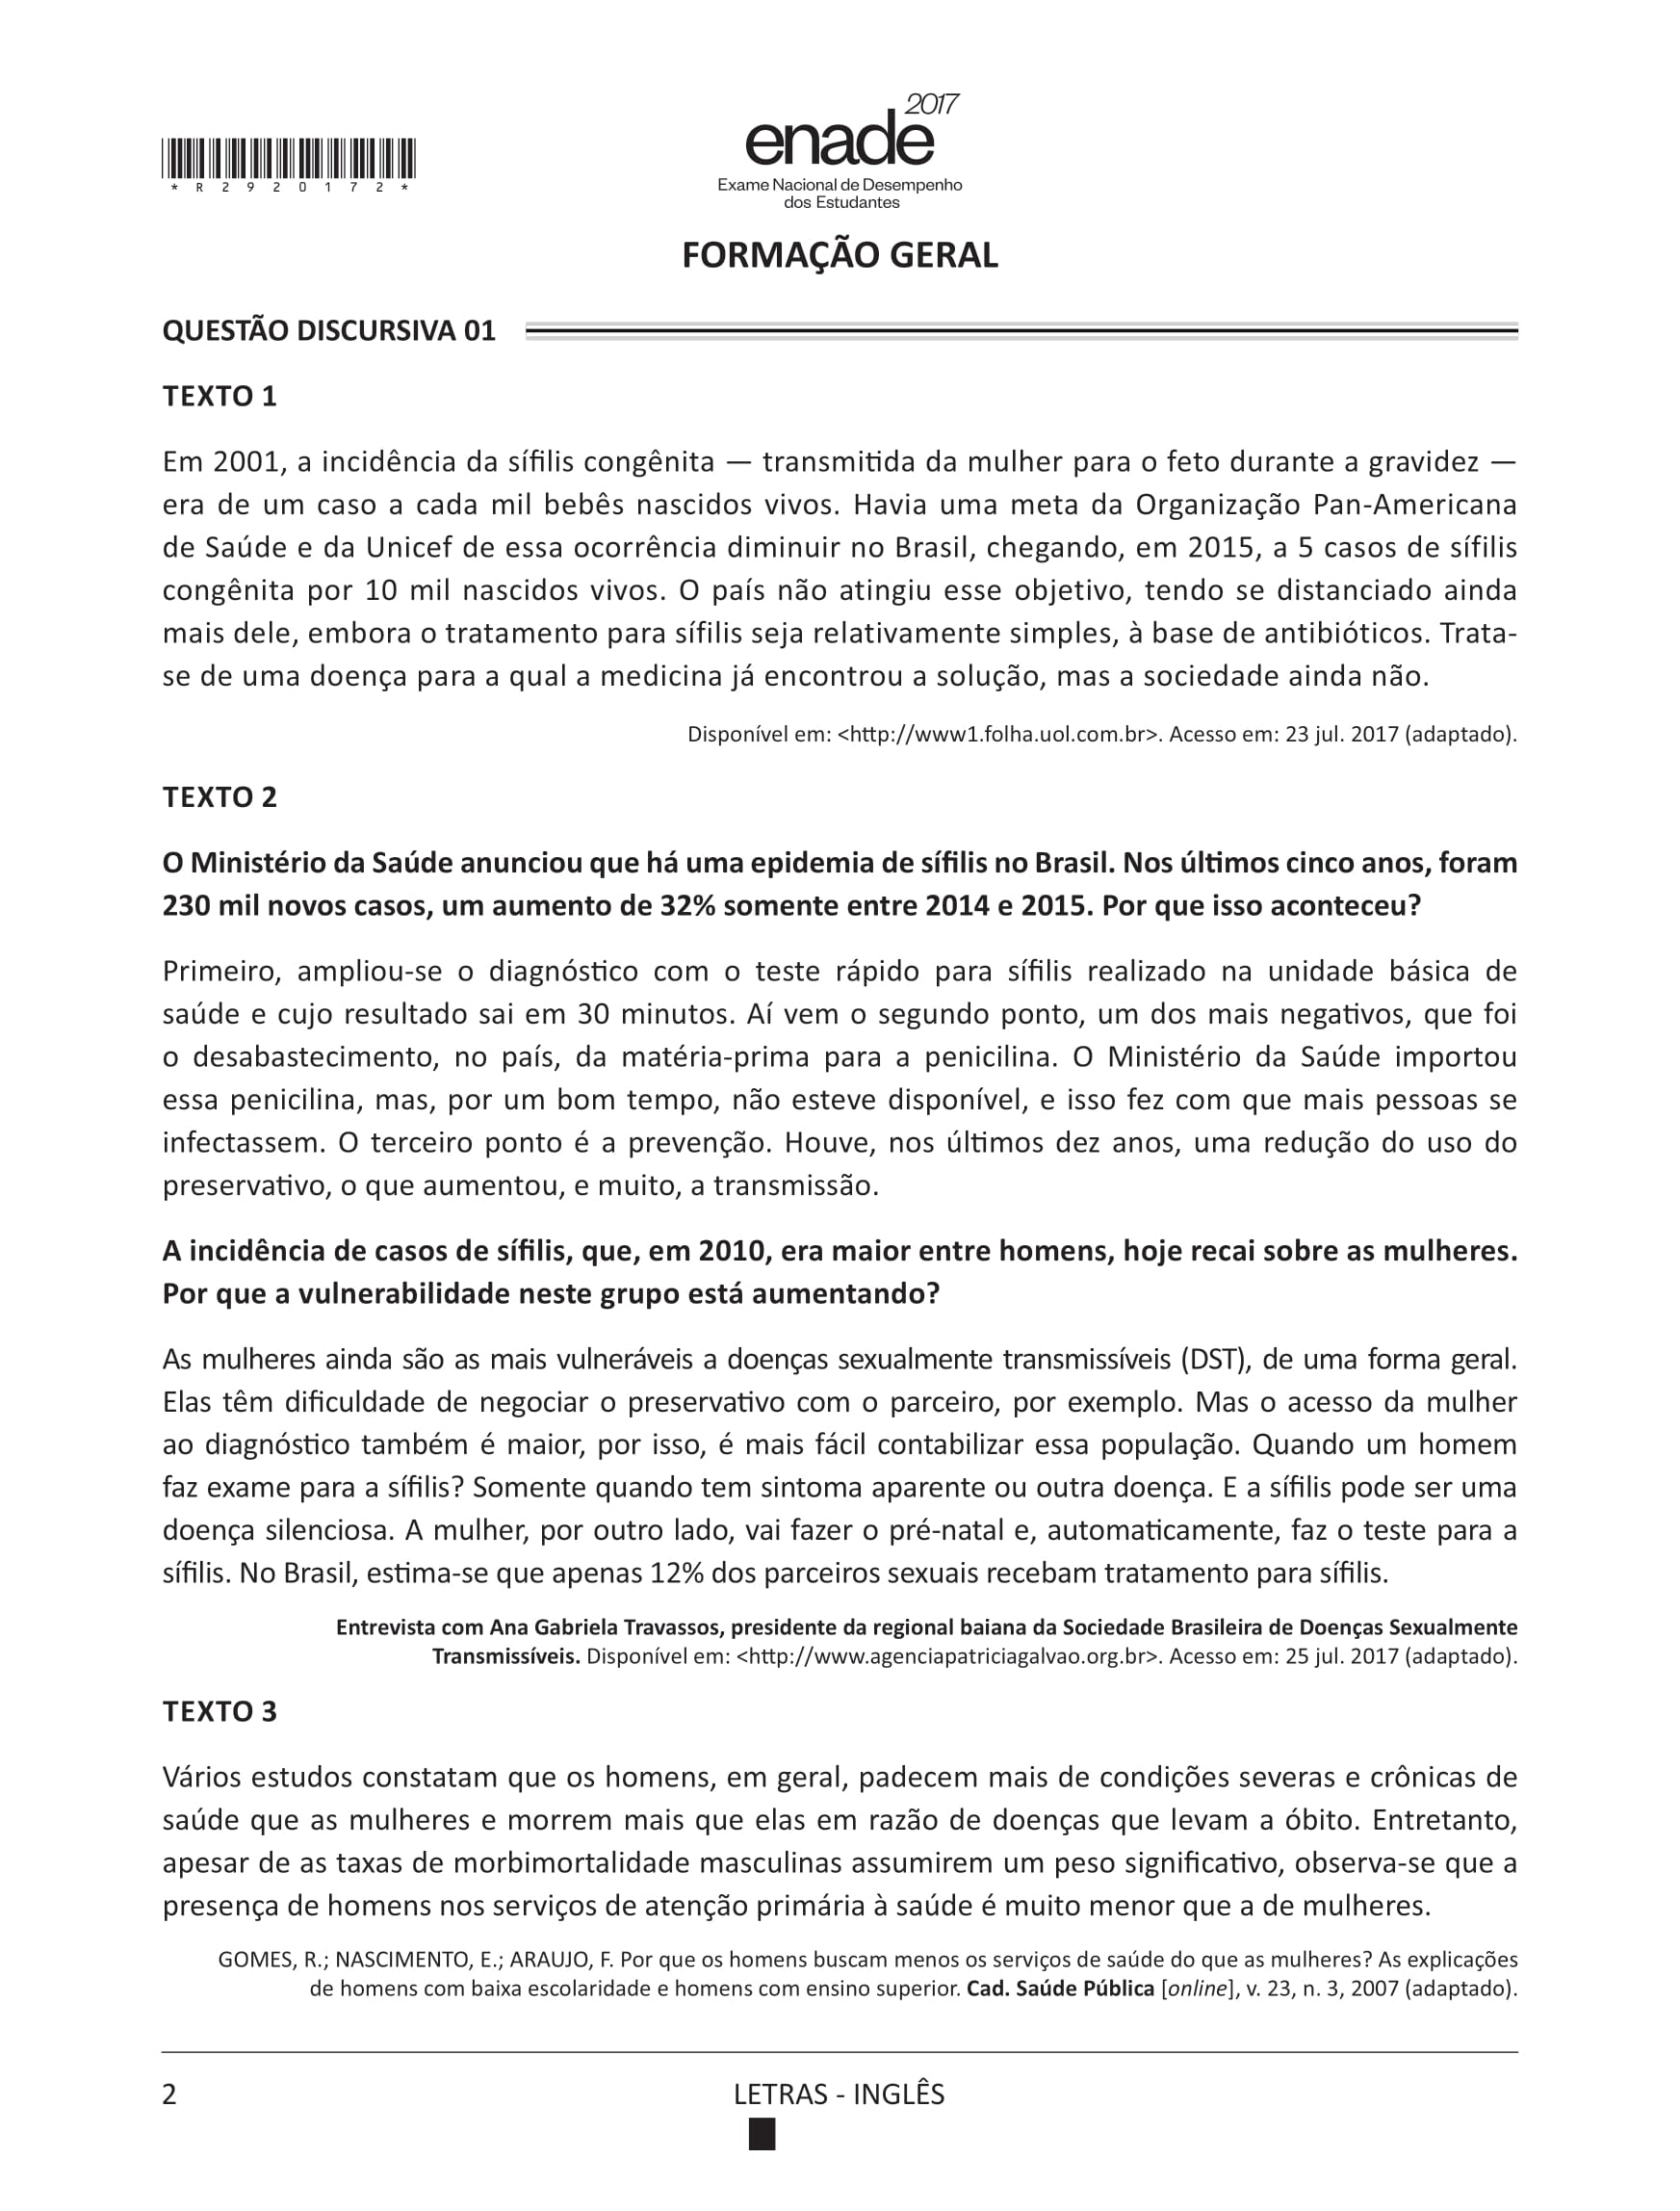 *R2920172*
enade 2017
Exame Nacional de Desempenho
dos Estudantes
FORMAÇÃO GERAL
QUESTÃO DISCURSIVA 01
TEXTO 1
Em 2001, a incidência da sífilis congênita — transmitida da mulher para o feto durante a gravidez —
era de um caso a cada mil bebês nascidos vivos. Havia uma meta da Organização Pan-Americana
de Saúde e da Unicef de essa ocorrência diminuir no Brasil, chegando, em 2015, a 5 casos de sífilis
congênita por 10 mil nascidos vivos. O país não atingiu esse objetivo, tendo se distanciado ainda
mais dele, embora o tratamento para sífilis seja relativamente simples, à base de antibióticos. Trata-
se de uma doença para a qual a medicina já encontrou a solução, mas a sociedade ainda não.
Disponível em: <http://www1.folha.uol.com.br>. Acesso em: 23 jul. 2017 (adaptado).
TEXTO 2
O Ministério da Saúde anunciou que há uma epidemia de sífilis no Brasil. Nos últimos cinco anos, foram
230 mil novos casos, um aumento de 32% somente entre 2014 e 2015. Por que isso aconteceu?
Primeiro, ampliou-se o diagnóstico com o teste rápido para sífilis realizado na unidade básica de
saúde e cujo resultado sai em 30 minutos. Aí vem o segundo ponto, um dos mais negativos, que foi
o desabastecimento, no país, da matéria-prima para a penicilina. O Ministério da Saúde importou
essa penicilina, mas, por um bom tempo, não esteve disponível, e isso fez com que mais pessoas se
infectassem. O terceiro ponto é a prevenção. Houve, nos últimos dez anos, uma redução do uso do
preservativo, o que aumentou, e muito, a transmissão.
A incidência de casos de sífilis, que, em 2010, era maior entre homens, hoje recai sobre as mulheres.
Por que a vulnerabilidade neste grupo está aumentando?
As mulheres ainda são as mais vulneráveis a doenças sexualmente transmissíveis (DST), de uma forma geral.
Elas têm dificuldade de negociar o preservativo com o parceiro, por exemplo. Mas o acesso da mulher
ao diagnóstico também é maior, por isso, é mais fácil contabilizar essa população. Quando um homem
faz exame para a sífilis? Somente quando tem sintoma aparente ou outra doença. E a sífilis pode ser uma
doença silenciosa. A mulher, por outro lado, vai fazer o pré-natal e, automaticamente, faz o teste para a
sífilis. No Brasil, estima-se que apenas 12% dos parceiros sexuais recebam tratamento para sífilis.
Entrevista com Ana Gabriela Travassos, presidente da regional baiana da Sociedade Brasileira de Doenças Sexualmente
Transmissíveis. Disponível em: <http://www.agenciapatriciagalvao.org.br>. Acesso em: 25 jul. 2017 (adaptado).
TEXTO 3
Vários estudos constatam que os homens, em geral, padecem mais de condições severas e crônicas de
saúde que as mulheres e morrem mais que elas em razão de doenças que levam a óbito. Entretanto,
apesar de as taxas de morbimortalidade masculinas assumirem um peso significativo, observa-se que a
presença de homens nos serviços de atenção primária à saúde é muito menor que a de mulheres.
GOMES, R.; NASCIMENTO, E.; ARAUJO, F. Por que os homens buscam menos os serviços de saúde do que as mulheres? As explicações
de homens com baixa escolaridade e homens com ensino superior. Cad. Saúde Pública [online], v. 23, n. 3, 2007 (adaptado).
2
LETRAS - INGLÊS